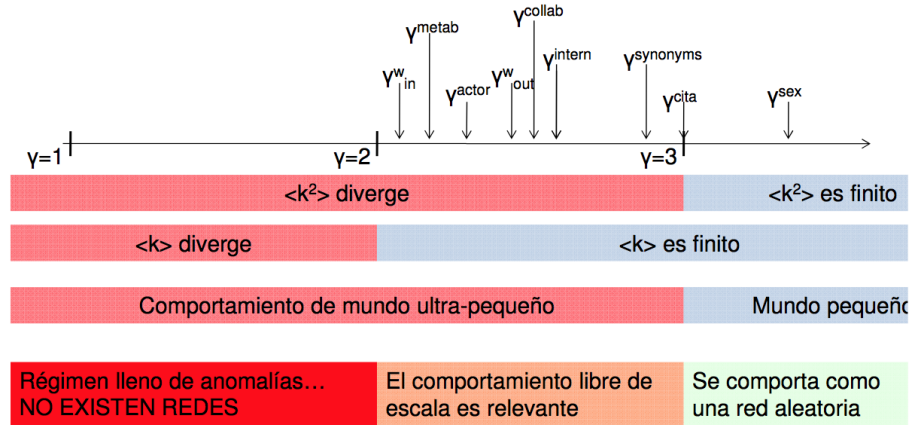 γ^collab
γ^metab
γ^intern
γ^synonyms
γ^w_in
γ^w_out
γ^actor
γ^cita
γ^sex
γ=1
γ=2
γ=3
<k²> diverge
<k²> es finito
<k> diverge
<k> es finito
Comportamiento de mundo ultra-pequeño
Mundo pequeño
Régimen lleno de anomalías…
NO EXISTEN REDES
El comportamiento libre de
escala es relevante
Se comporta como
una red aleatoria